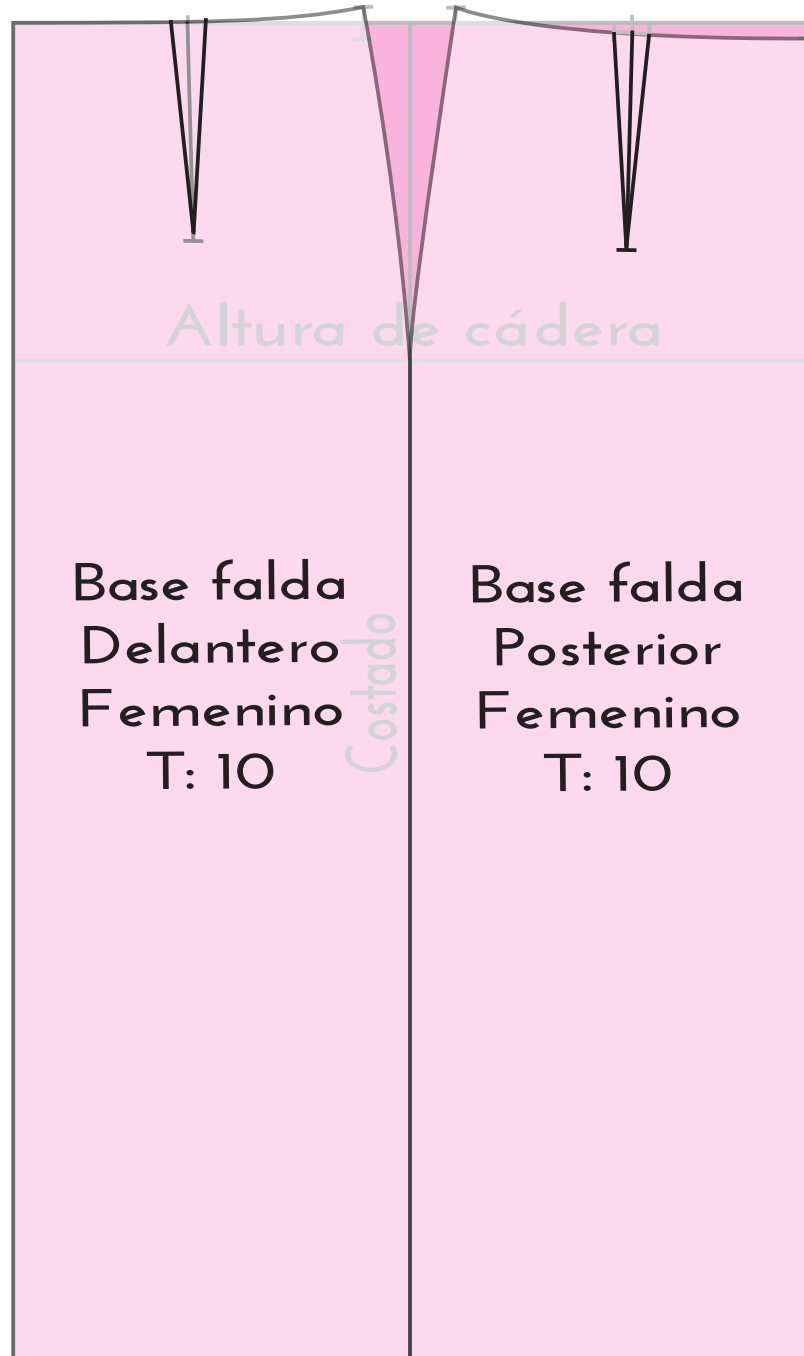 Altura de cádera
Base falda
Delantero
Femenino
T: 10
Costado
Base falda
Posterior
Femenino
T: 10